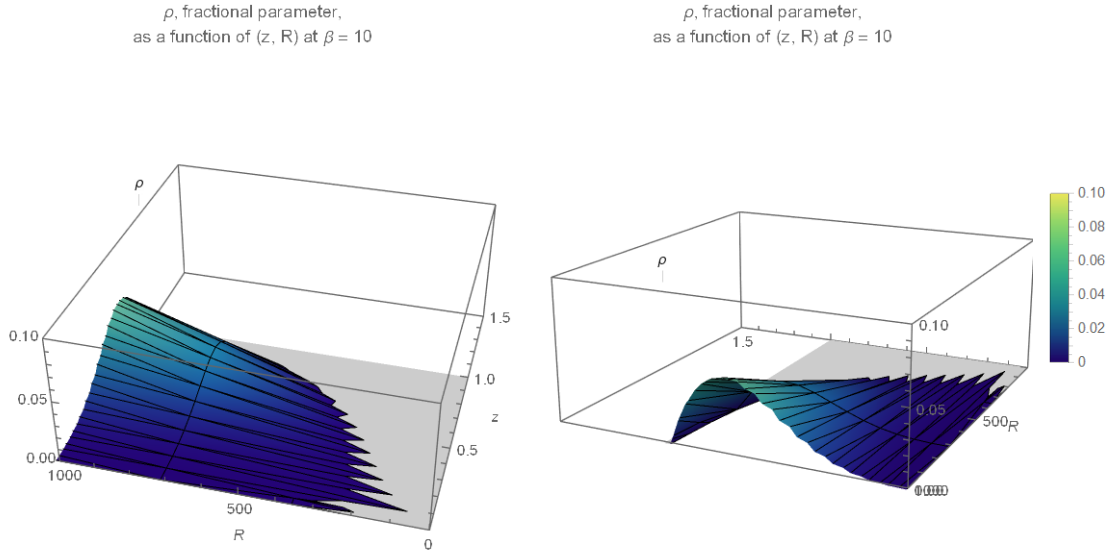 ρ, fractional parameter,
as a function of (z, R) at β = 10
ρ
0.10
0.05
0.00
1000
500
0
R
1.5
1.0
0.5
z
ρ, fractional parameter,
as a function of (z, R) at β = 10
ρ
1.5
0.10
0.05
500
R
0.10
0.08
0.06
0.04
0.02
0